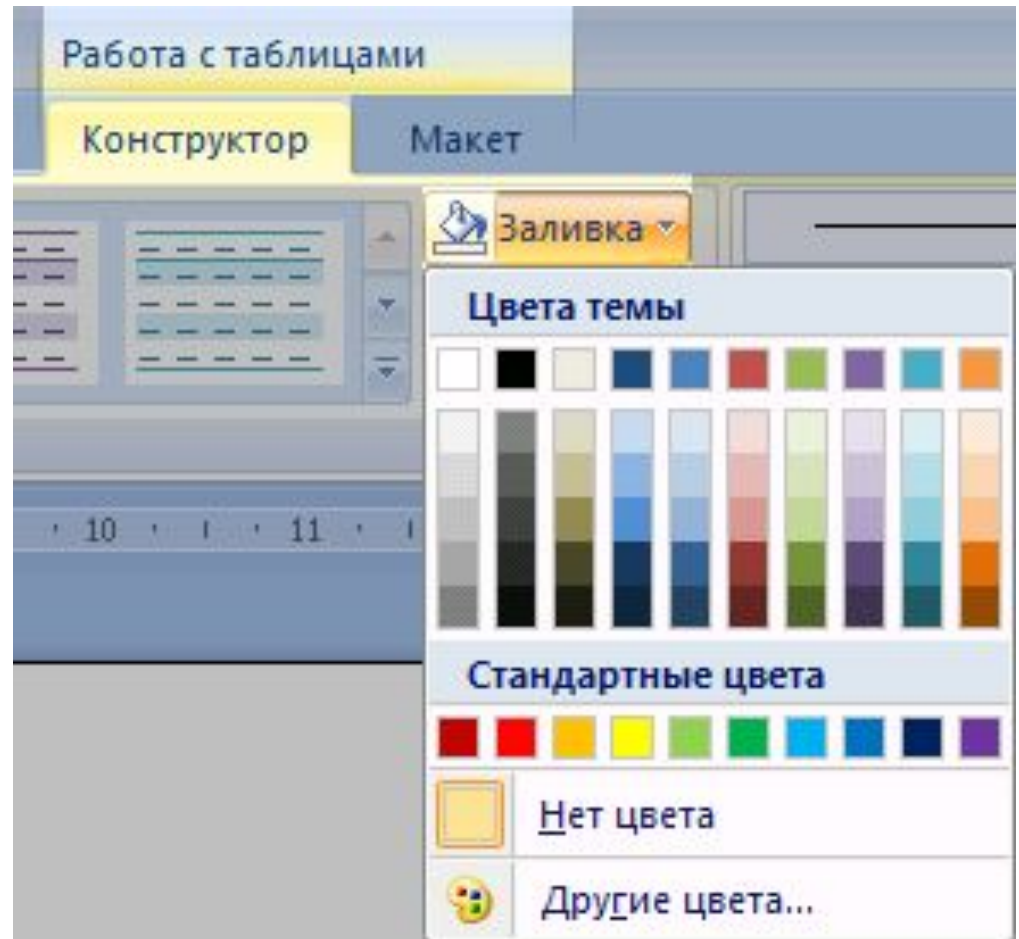 Работа с таблицами
Конструктор Макет
Заливка
Цвета темы
10 11
Стандартные цвета
Нет цвета
Другие цвета...